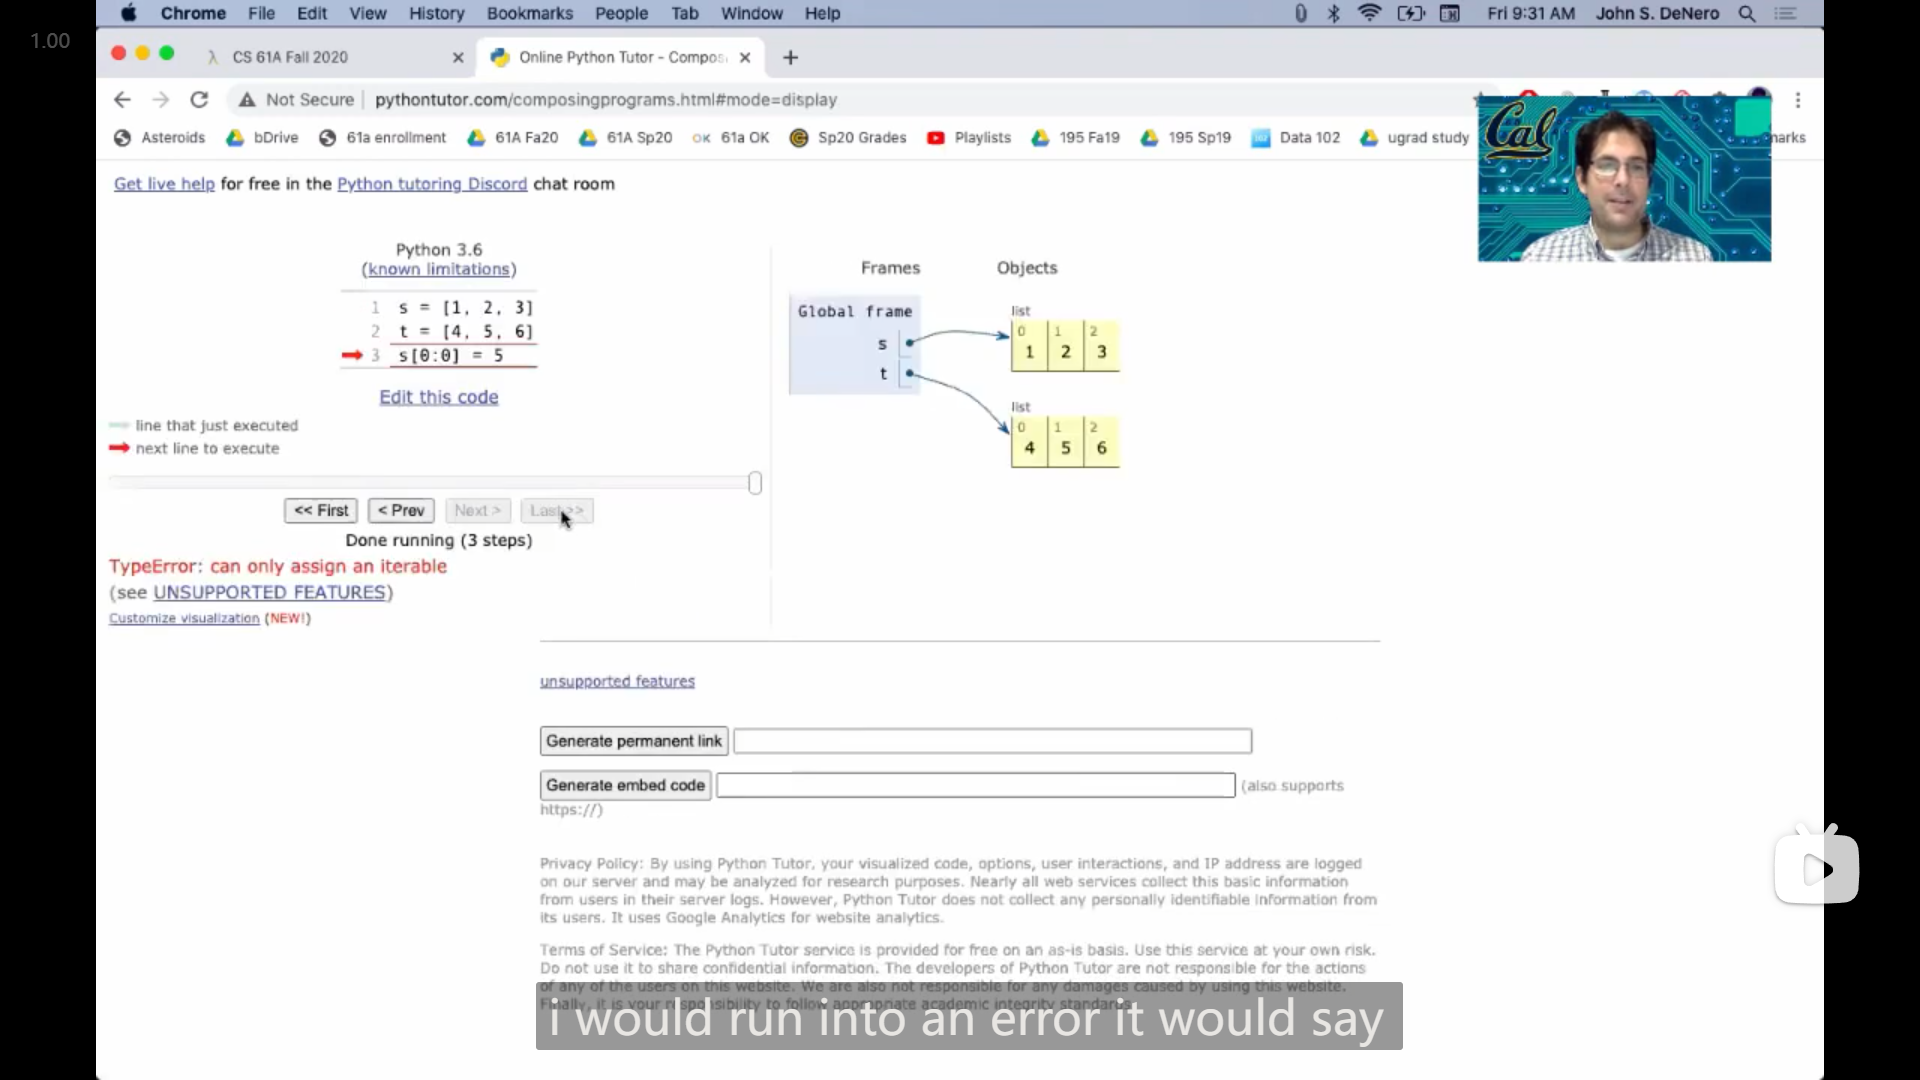 Chrome File Edit View History Bookmarks People Tab Window Help
Fri 9:31 AM John S. DeNero
1.00
CS 61A Fall 2020
Online Python Tutor - Compos
Not Secure pythontutor.com/composingprograms.html#mode=display
Asteroids bDrive 61a enrollment 61A Fa20 61A Sp20 OK 61a OK Sp20 Grades Playlists 195 Fa19 195 Sp19 Data 102 ugrad study
Cal
Get live help for free in the Python tutoring Discord chat room
Python 3.6
(known limitations)
1 s = [1, 2, 3]
2 t = [4, 5, 6]
3 s[0:0] = 5
Edit this code
line that just executed
next line to execute
<< First < Prev Next > Last >>
Done running (3 steps)
TypeError: can only assign an iterable
(see UNSUPPORTED FEATURES)
Customize visualization (NEW!)
Frames Objects
Global frame
s
t
list
0 1 2
1 2 3
list
0 1 2
4 5 6
unsupported features
Generate permanent link
Generate embed code (also supports
https://)
Privacy Policy: By using Python Tutor, your visualized code, options, user interactions, and IP address are logged
on our server and may be analyzed for research purposes. Nearly all web services collect this basic information
from users in their server logs. However, Python Tutor does not collect any personally identifiable information from
its users. It uses Google Analytics for website analytics.
Terms of Service: The Python Tutor service is provided for free on an as-is basis. Use this service at your own risk.
Do not use it to share confidential information. The developers of Python Tutor are not responsible for the actions
of any of the users on this website. We are also not responsible for any damages caused by using this website.
Finally, it is your responsibility to follow appropriate academic integrity standards.
i would run into an error it would say